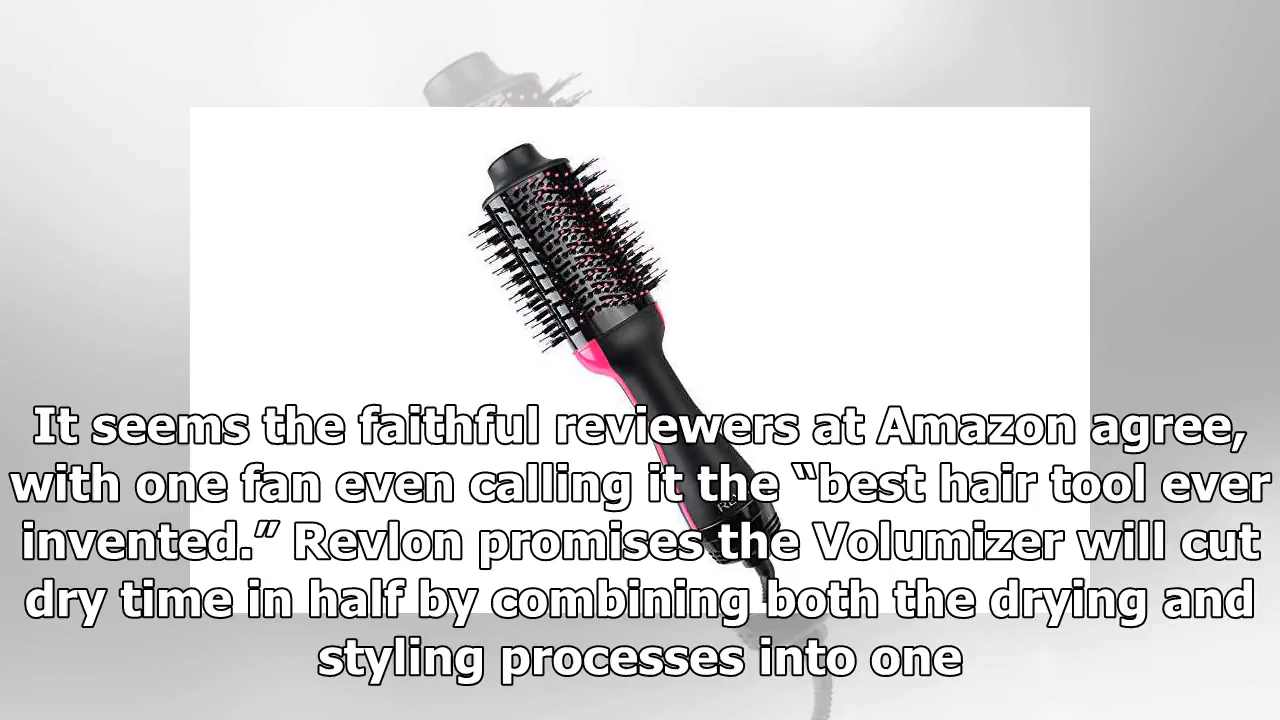 It seems the faithful reviewers at Amazon agree,
with one fan even calling it the “best hair tool ever
invented.” Revlon promises the Volumizer will cut
dry time in half by combining both the drying and
styling processes into one